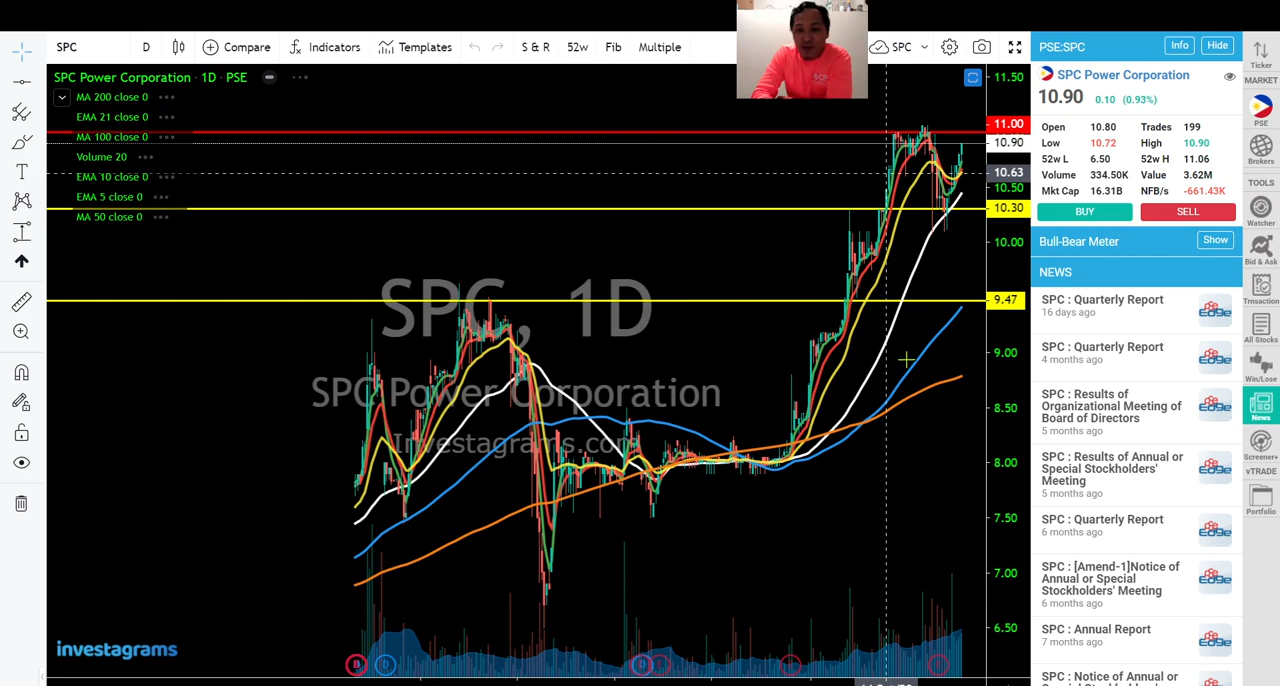 SPC D Compare Indicators Templates S & R 52w Fib Multiple SPC
SPC Power Corporation · 1D · PSE
MA 200 close 0
EMA 21 close 0
MA 100 close 0
Volume 20
EMA 10 close 0
EMA 5 close 0
MA 50 close 0
SPC, 1D
SPC Power Corporation
Investagrams.com
investagrams
D D D
11.50
11.00
10.90
10.63
10.50
10.30
10.00
9.47
9.00
8.50
8.00
7.50
7.00
6.50
PSE:SPC Info Hide
SPC Power Corporation
10.90 0.10 (0.93%)
Open 10.80 Trades 199
Low 10.72 High 10.90
52w L 6.50 52w H 11.06
Volume 334.50K Value 3.62M
Mkt Cap 16.31B NFB/s -661.43K
BUY SELL
Bull-Bear Meter Show
NEWS
SPC : Quarterly Report
16 days ago
SPC : Quarterly Report
4 months ago
SPC : Results of
Organizational Meeting of
Board of Directors
5 months ago
SPC : Results of Annual or
Special Stockholders'
Meeting
5 months ago
SPC : Quarterly Report
6 months ago
SPC : [Amend-1]Notice of
Annual or Special
Stockholders' Meeting
6 months ago
SPC : Annual Report
7 months ago
SPC : Notice of Annual or
EDGE
EDGE
EDGE
EDGE
EDGE
EDGE
EDGE
Ticker
MARKET
PSE
Brokers
TOOLS
Watcher
Bid & Ask
Trnsaction
All Stocks
Win/Lose
News
Screener+
vTRADE
Portfolio